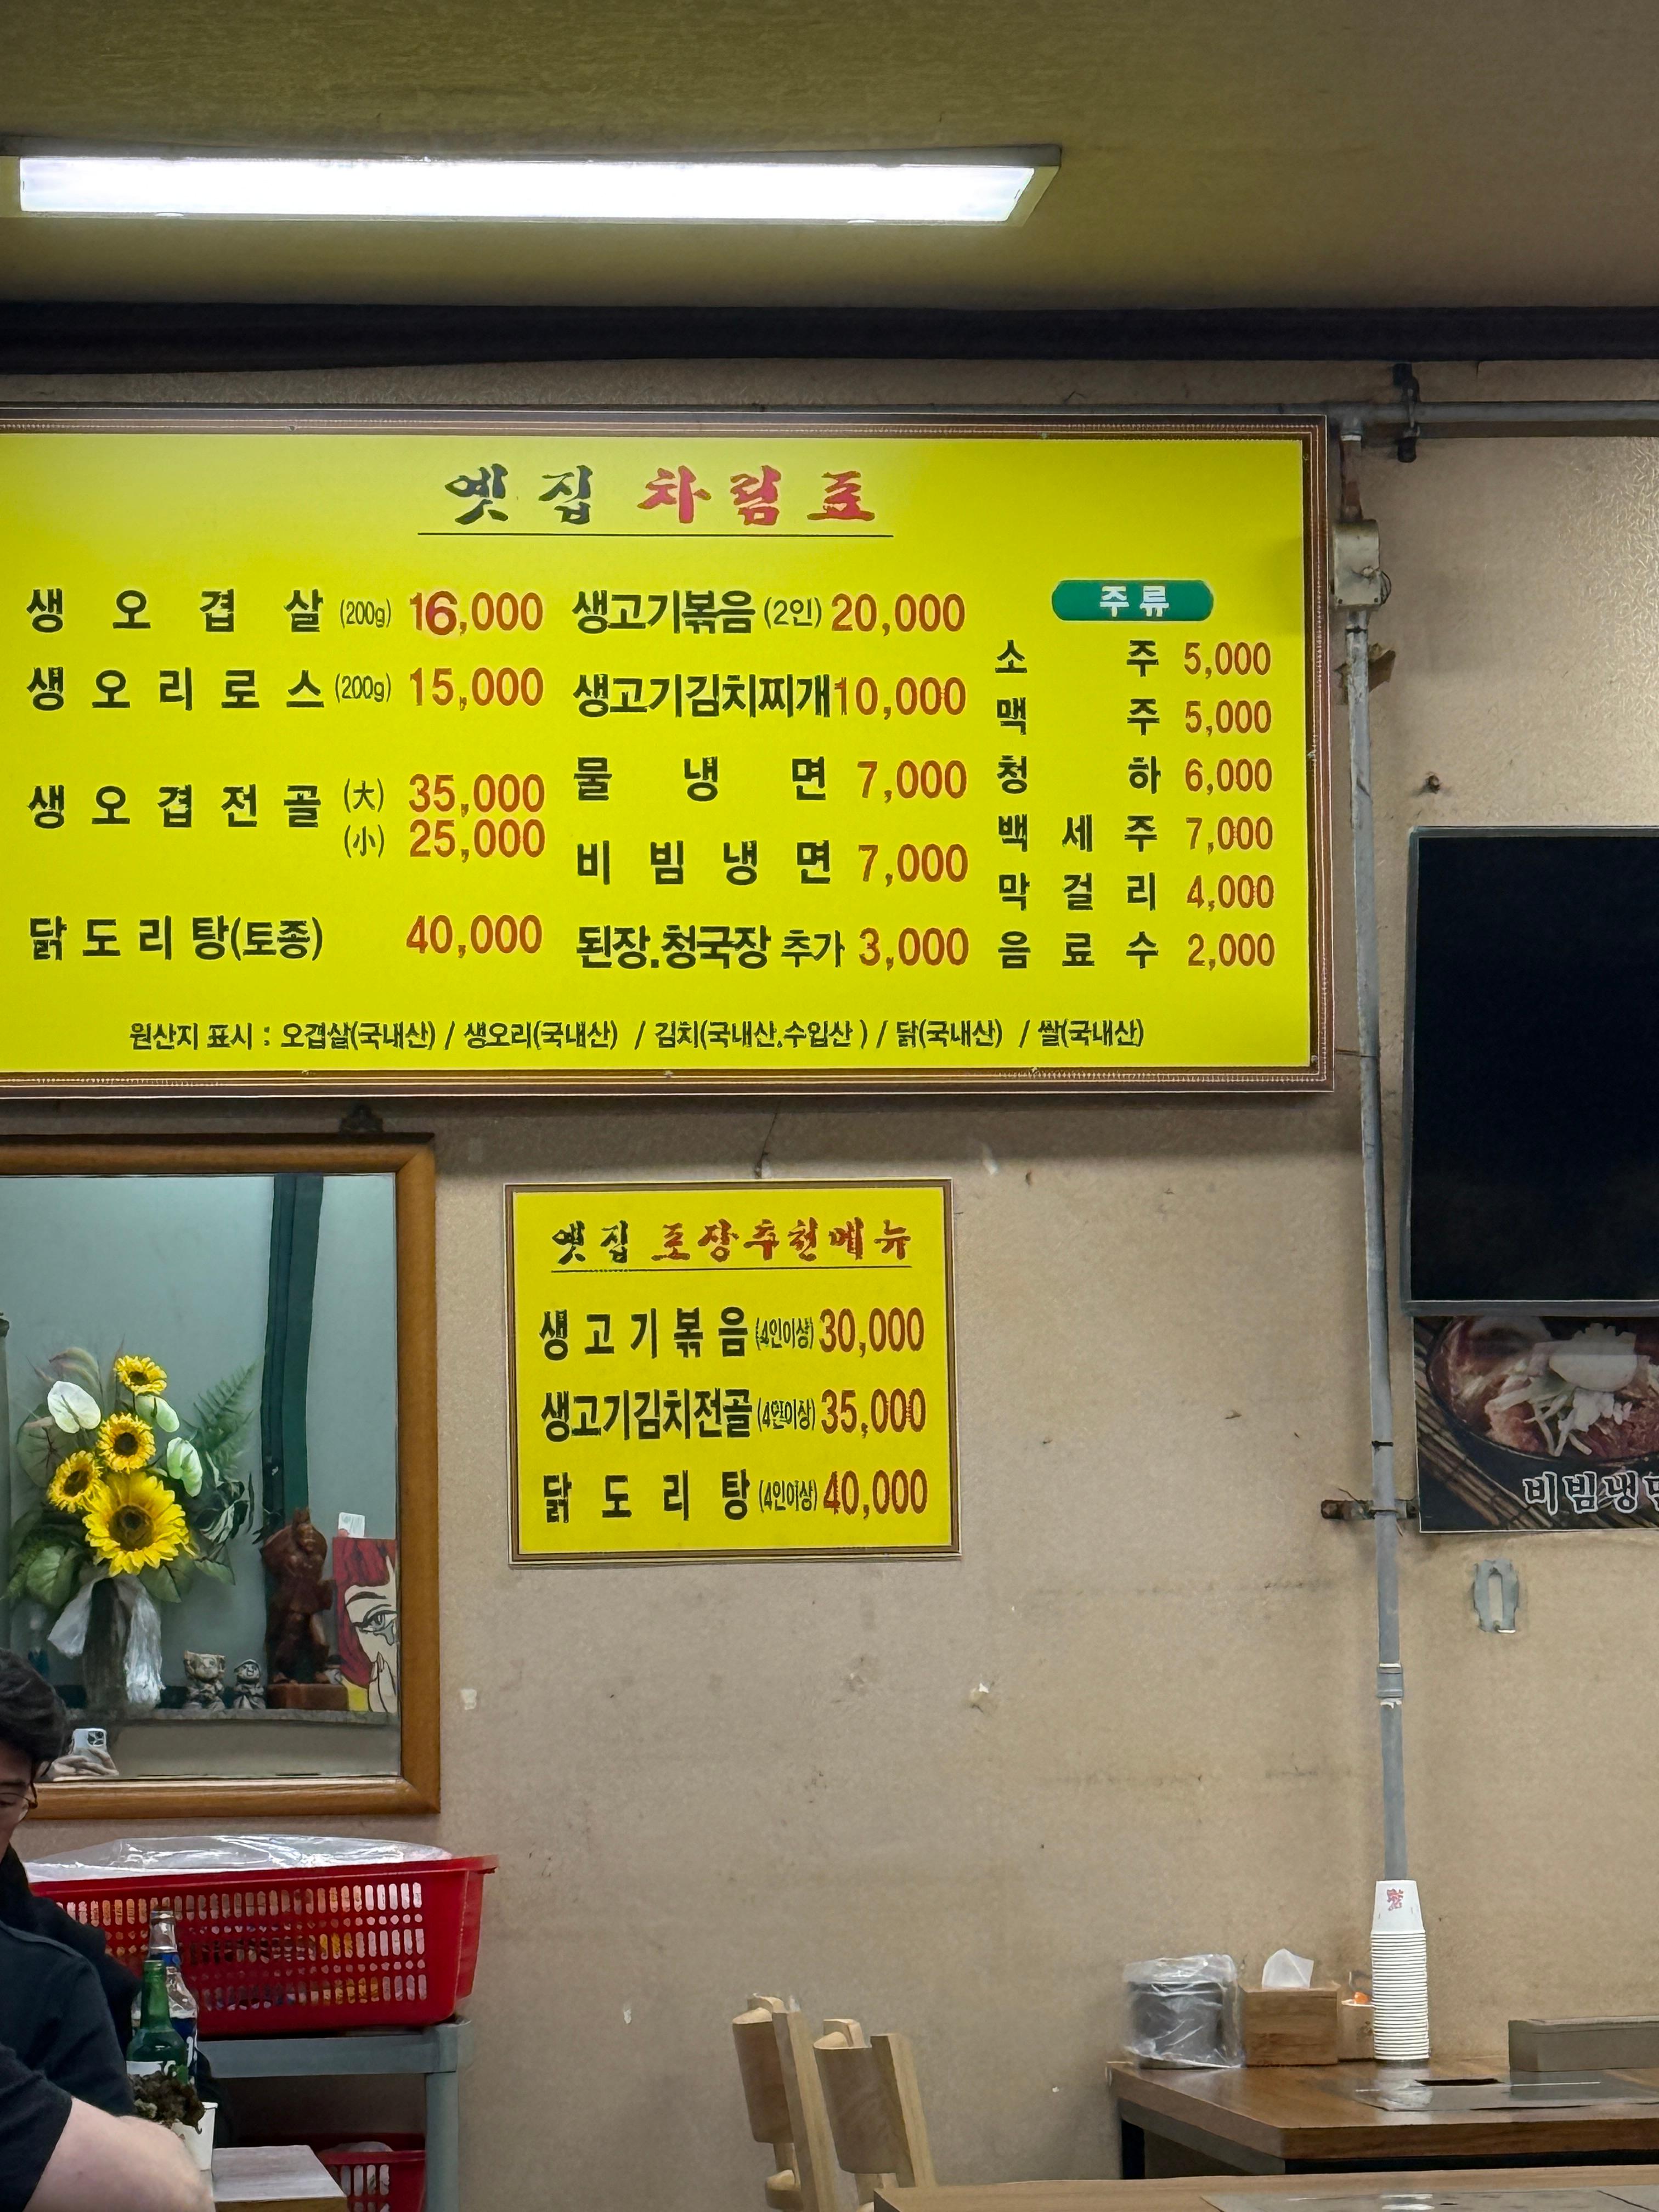 옛집 차림표
생오겹살 (200g) 16,000
생오리로스 (200g) 15,000
생오겹전골 (大) 35,000
(小) 25,000
닭도리탕(토종) 40,000
생고기볶음 (2인) 20,000
생고기김치찌개 10,000
물냉면 7,000
비빔냉면 7,000
된장.청국장 추가 3,000
주류
소주 5,000
맥주 5,000
청하 6,000
백세주 7,000
막걸리 4,000
음료수 2,000
원산지 표시 : 오겹살(국내산) / 생오리(국내산) / 김치(국내산,수입산) / 닭(국내산) / 쌀(국내산)
옛집 포장추천메뉴
생고기볶음 (4인이상) 30,000
생고기김치전골 (4인이상) 35,000
닭도리탕 (4인이상) 40,000
비빔냉